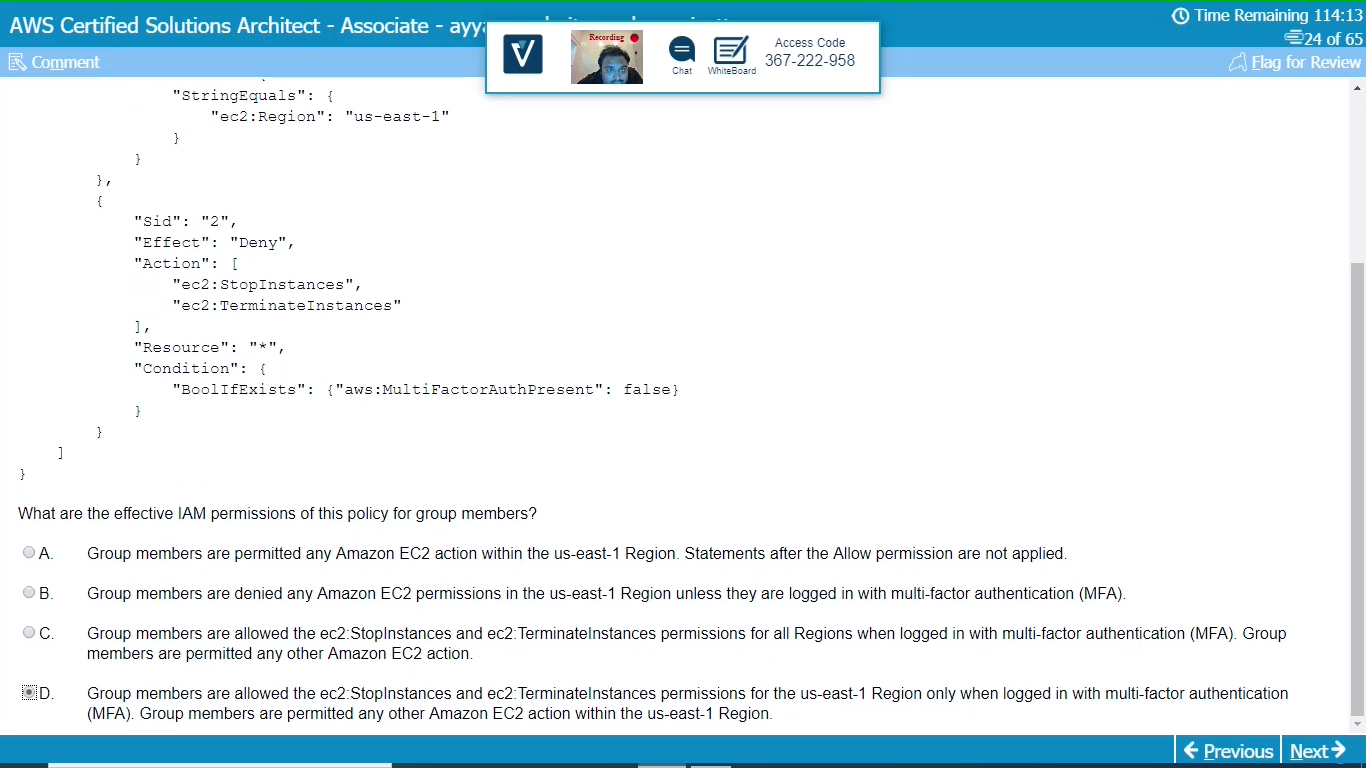 AWS Certified Solutions Architect - Associate - ayya
Time Remaining 114:13
24 of 65
Comment
Flag for Review
Recording
Chat
WhiteBoard
Access Code
367-222-958
"StringEquals": {
"ec2:Region": "us-east-1"
}
}
},
{
"Sid": "2",
"Effect": "Deny",
"Action": [
"ec2:StopInstances",
"ec2:TerminateInstances"
],
"Resource": "*",
"Condition": {
"BoolIfExists": {"aws:MultiFactorAuthPresent": false}
}
}
]
}
What are the effective IAM permissions of this policy for group members?
A. Group members are permitted any Amazon EC2 action within the us-east-1 Region. Statements after the Allow permission are not applied.
B. Group members are denied any Amazon EC2 permissions in the us-east-1 Region unless they are logged in with multi-factor authentication (MFA).
C. Group members are allowed the ec2:StopInstances and ec2:TerminateInstances permissions for all Regions when logged in with multi-factor authentication (MFA). Group
members are permitted any other Amazon EC2 action.
D. Group members are allowed the ec2:StopInstances and ec2:TerminateInstances permissions for the us-east-1 Region only when logged in with multi-factor authentication
(MFA). Group members are permitted any other Amazon EC2 action within the us-east-1 Region.
Previous
Next